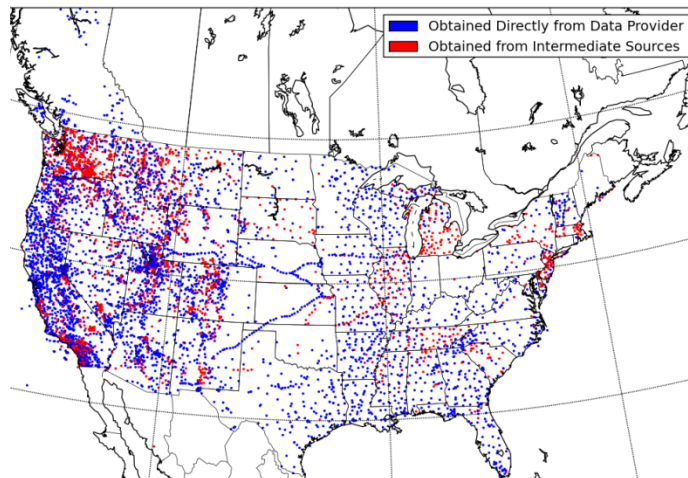 Obtained Directly from Data Provider
Obtained from Intermediate Sources